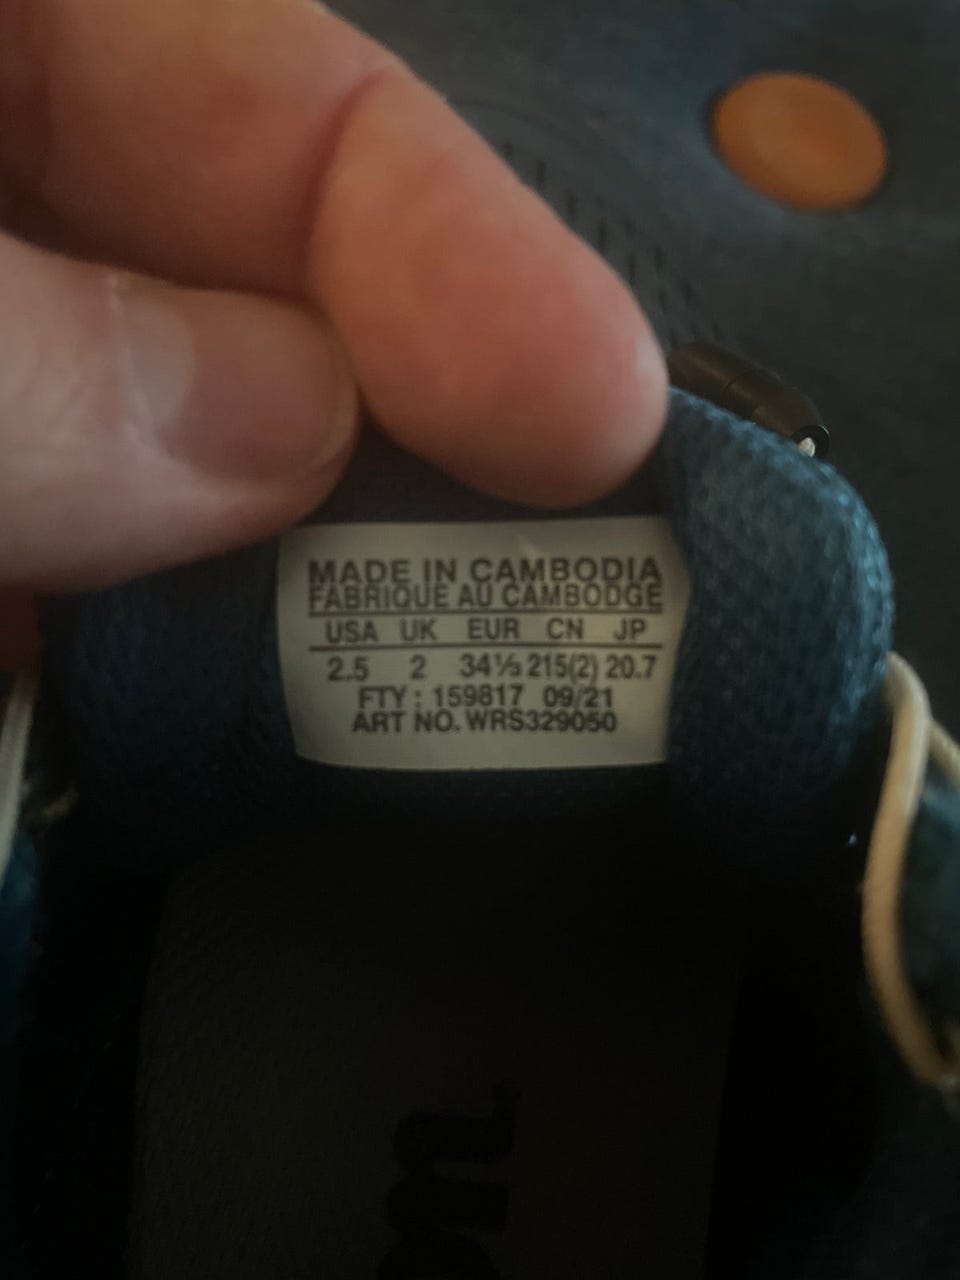 MADE IN CAMBODIA
FABRIQUE AU CAMBODGE
USA UK EUR CN JP
2.5 2 34⅓ 215(2) 20.7
FTY : 159817 09/21
ART NO. WRS329050